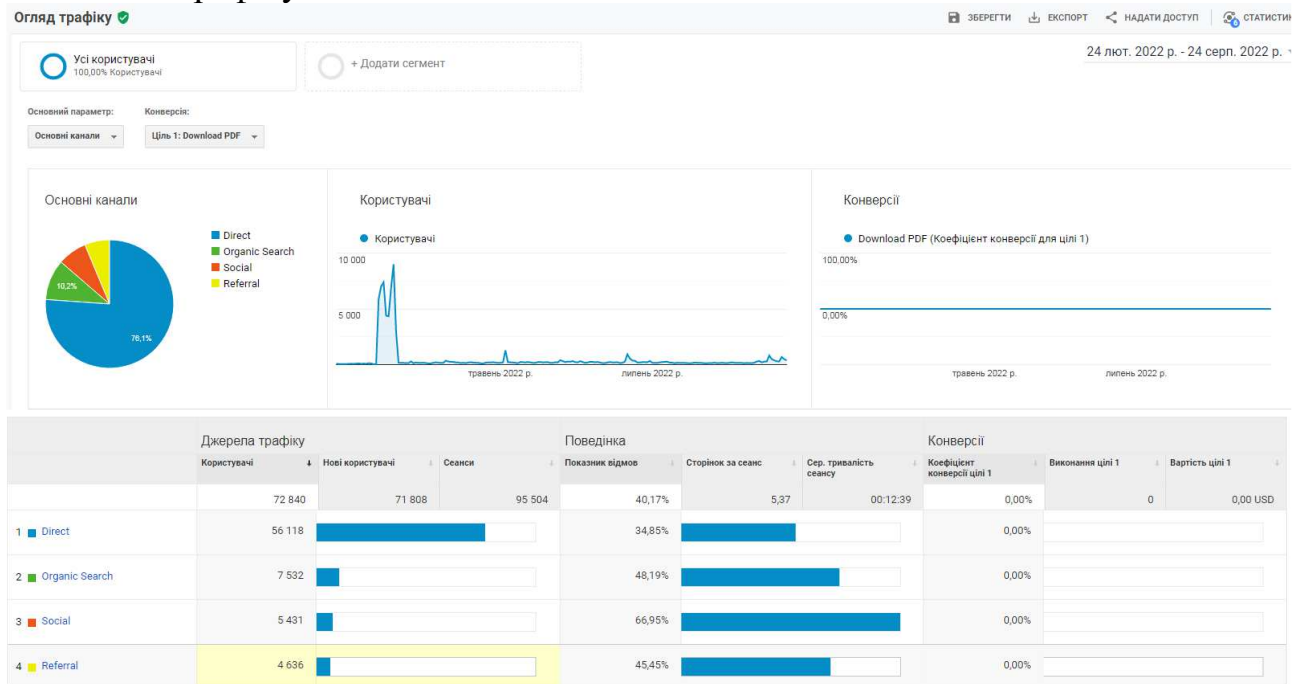 Огляд трафіку
ЗБЕРЕГТИ ЕКСПОРТ НАДАТИ ДОСТУП СТАТИСТИК
6
Усі користувачі
100,00% Користувачі
+ Додати сегмент
24 лют. 2022 р. - 24 серп. 2022 р.
Основний параметр: Конверсія:
Основні канали Ціль 1: Download PDF
Основні канали
Direct
Organic Search
Social
Referral
10,2%
76,1%
Користувачі
Користувачі
10 000
5 000
травень 2022 р. липень 2022 р.
Конверсії
Download PDF (Коефіцієнт конверсії для цілі 1)
100,00%
0,00%
травень 2022 р. липень 2022 р.
Джерела трафіку Поведінка Конверсії
Користувачі Нові користувачі Сеанси Показник відмов Сторінок за сеанс Сер. тривалість сеансу Коефіцієнт конверсії цілі 1 Виконання цілі 1 Вартість цілі 1
72 840 71 808 95 504 40,17% 5,37 00:12:39 0,00% 0 0,00 USD
1 Direct 56 118 34,85% 0,00%
2 Organic Search 7 532 48,19% 0,00%
3 Social 5 431 66,95% 0,00%
4 Referral 4 636 45,45% 0,00%